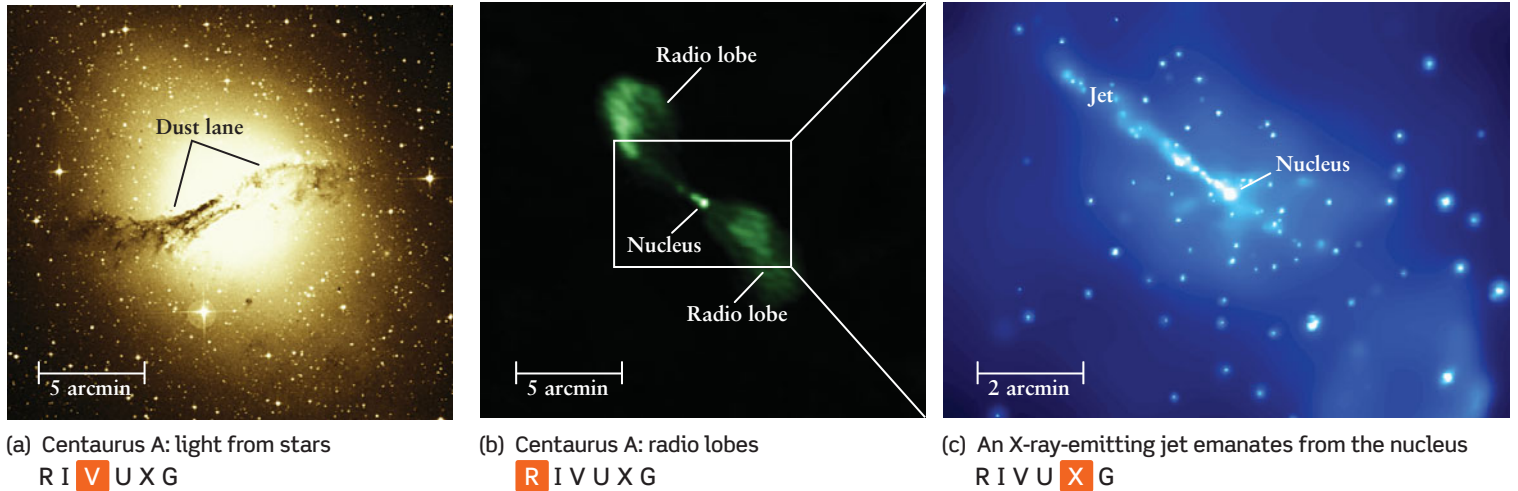 Dust lane
5 arcmin
(a) Centaurus A: light from stars
R I V U X G
Radio lobe
Nucleus
Radio lobe
5 arcmin
(b) Centaurus A: radio lobes
R I V U X G
Jet
Nucleus
2 arcmin
(c) An X-ray-emitting jet emanates from the nucleus
R I V U X G